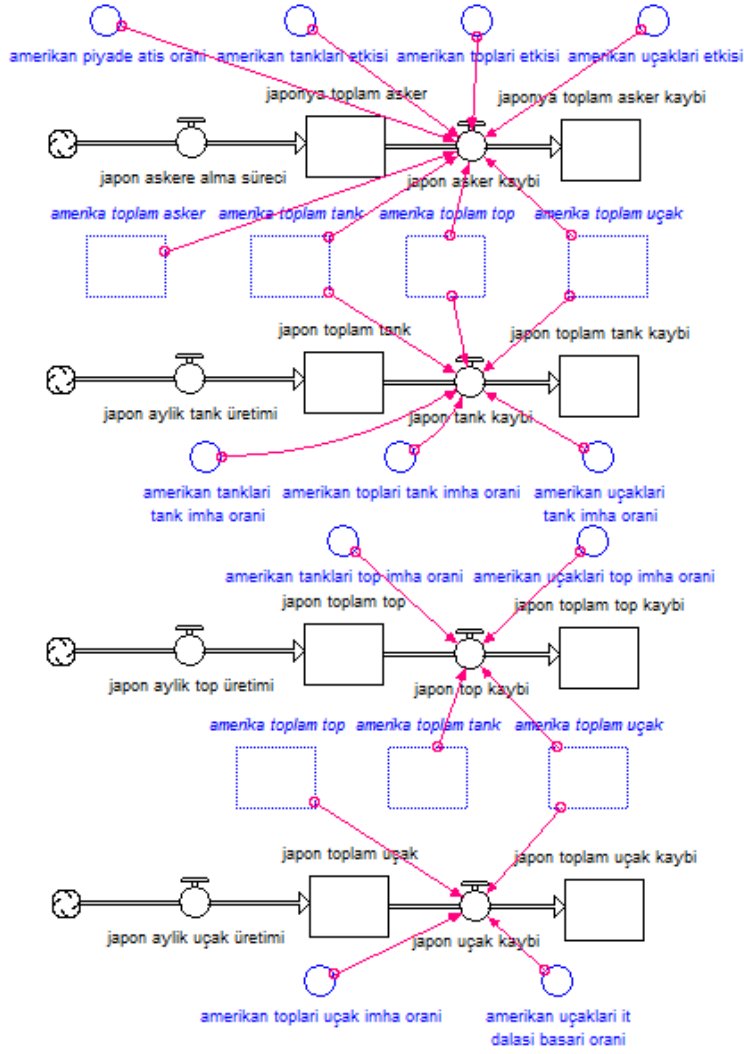 amerikan piyade atis orani amerikan tanklari etkisi amerikan toplari etkisi amerikan uçaklari etkisi
japonya toplam asker japonya toplam asker kaybi
japon askere alma süreci japon asker kaybi
amerika toplam asker amerika toplam tank amerika toplam top amerika toplam uçak
japon toplam tank japon toplam tank kaybi
japon aylik tank üretimi japon tank kaybi
amerikan tanklari amerikan toplari tank imha orani amerikan uçaklari
tank imha orani tank imha orani
amerikan tanklari top imha orani amerikan uçaklari top imha orani
japon toplam top japon toplam top kaybi
japon aylik top üretimi japon top kaybi
amerika toplam top amerika toplam tank amerika toplam uçak
japon toplam uçak japon toplam uçak kaybi
japon aylik uçak üretimi japon uçak kaybi
amerikan toplari uçak imha orani amerikan uçaklari it
dalasi basari orani